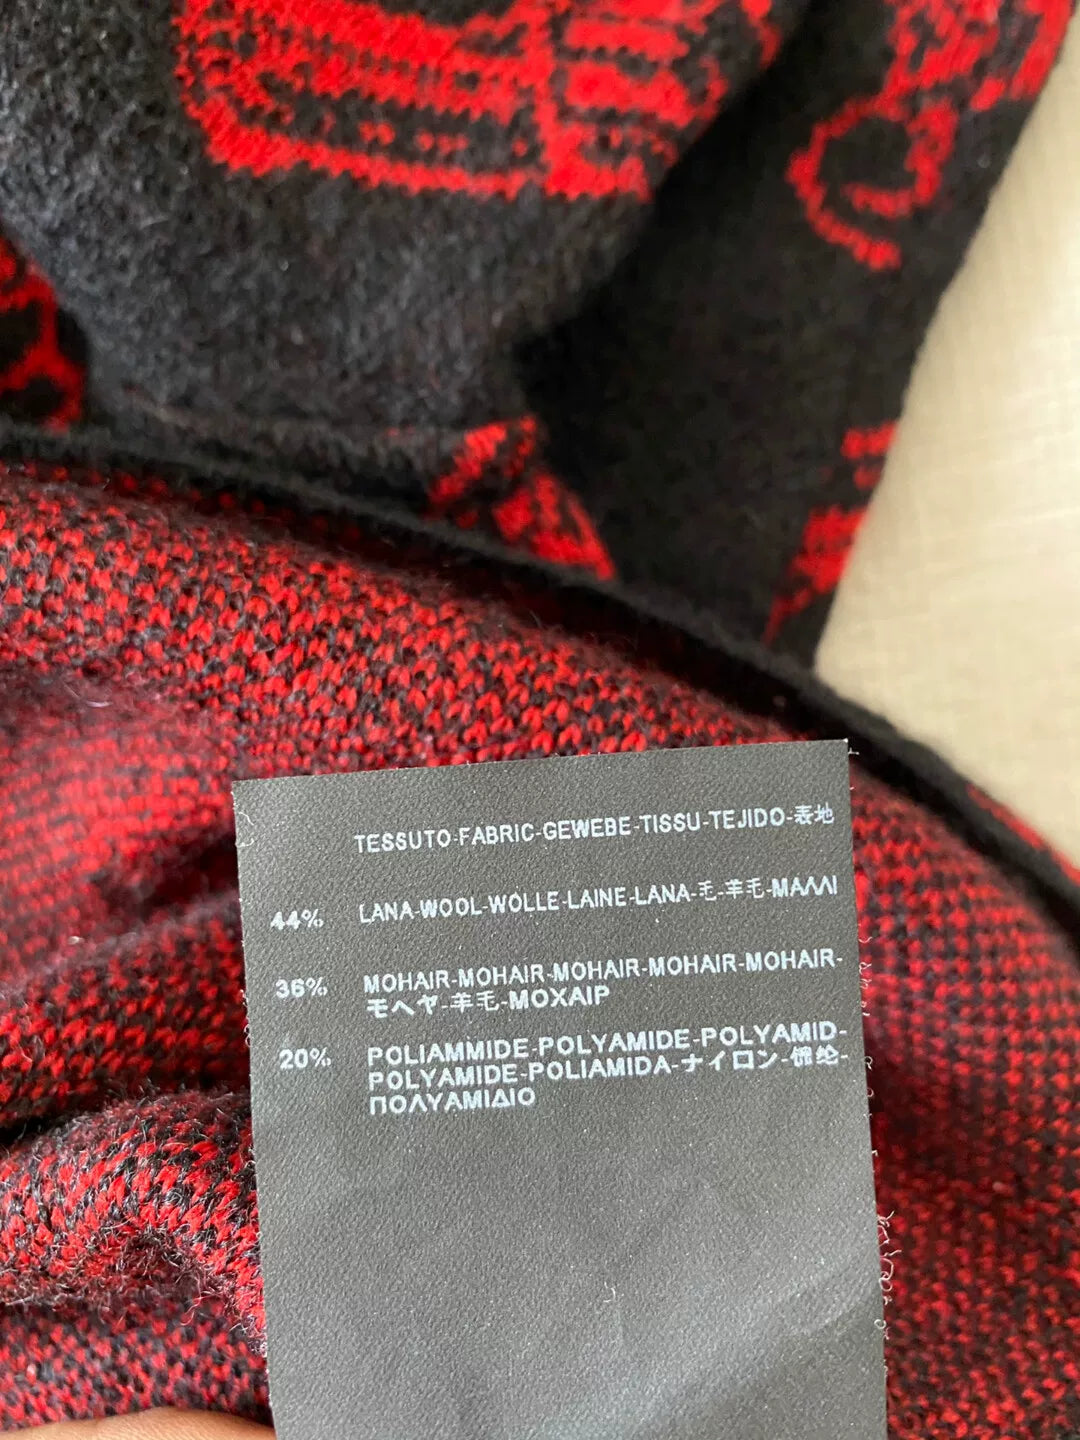 TESSUTO-FABRIC-GEWEBE-TISSU-TEJIDO-表地
44% LANA-WOOL-WOLLE-LAINE-LANA-毛-羊毛-ΜΑΛΛΙ
36% MOHAIR-MOHAIR-MOHAIR-MOHAIR-MOHAIR-
モヘヤ-羊毛-ΜΟΧΑΙΡ
20% POLIAMMIDE-POLYAMIDE-POLYAMID-
POLYAMIDE-POLIAMIDA-ナイロン-锦纶-
ΠΟΛΥΑΜΙΔΙΟ